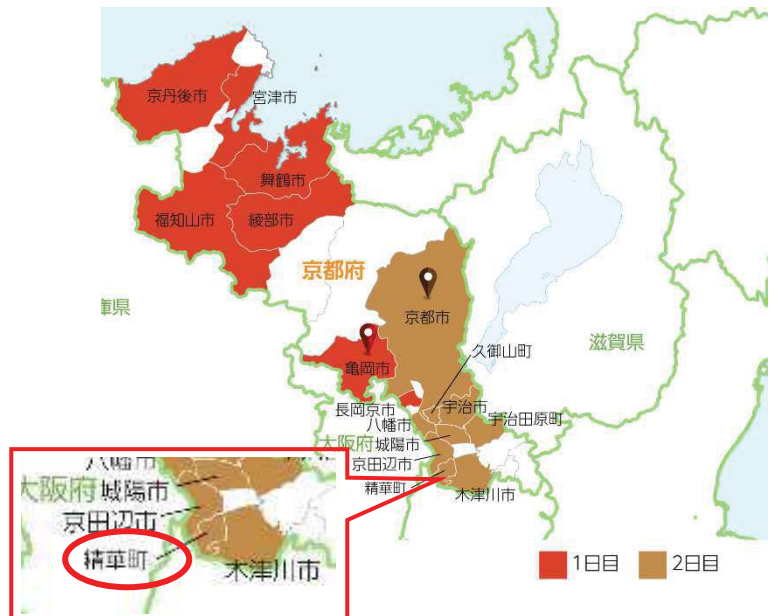 京丹後市
宮津市
舞鶴市
福知山市
綾部市
京都府
京都市
庫県
久御山町
滋賀県
亀岡市
長岡京市
宇治市
八幡市
宇治田原町
大阪府
城陽市
京田辺市
精華町
木津川市
八幡市
大阪府
城陽市
京田辺市
精華町
木津川市
1日目
2日目